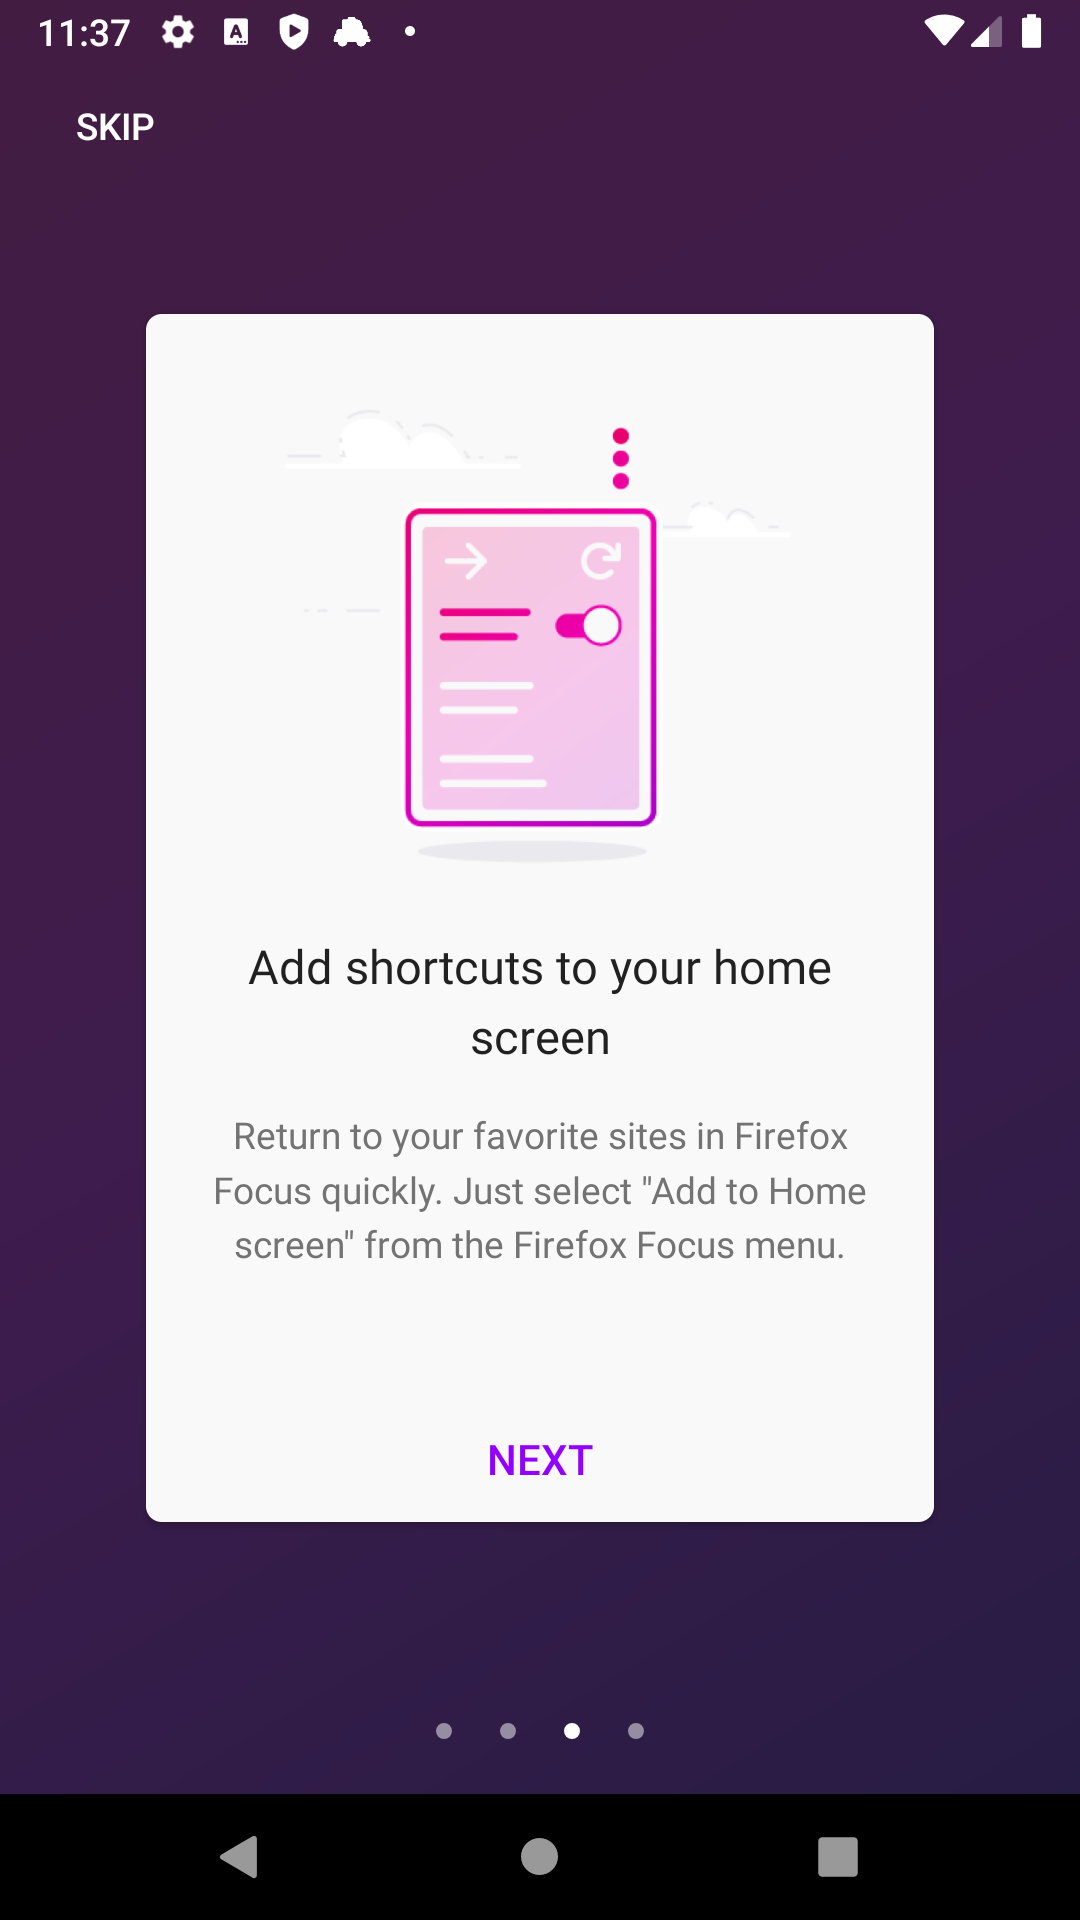 11:37
SKIP
Add shortcuts to your home
screen
Return to your favorite sites in Firefox
Focus quickly. Just select "Add to Home
screen" from the Firefox Focus menu.
NEXT